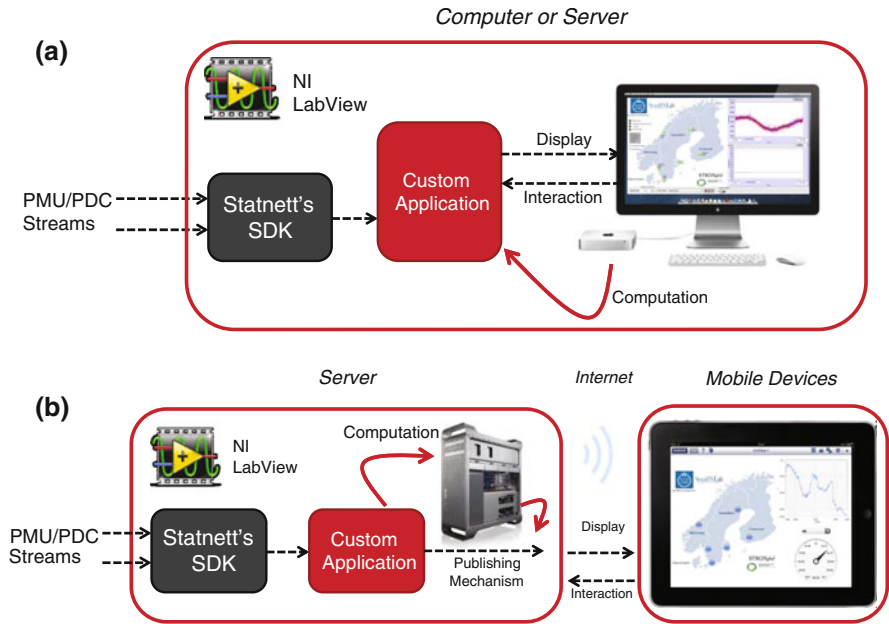 Computer or Server
(a)
NI
LabView
PMU/PDC
Streams
Statnett's
SDK
Custom
Application
Display
Interaction
Computation
Server
Internet
Mobile Devices
(b)
NI
LabView
Computation
PMU/PDC
Streams
Statnett's
SDK
Custom
Application
Publishing
Mechanism
Display
Interaction